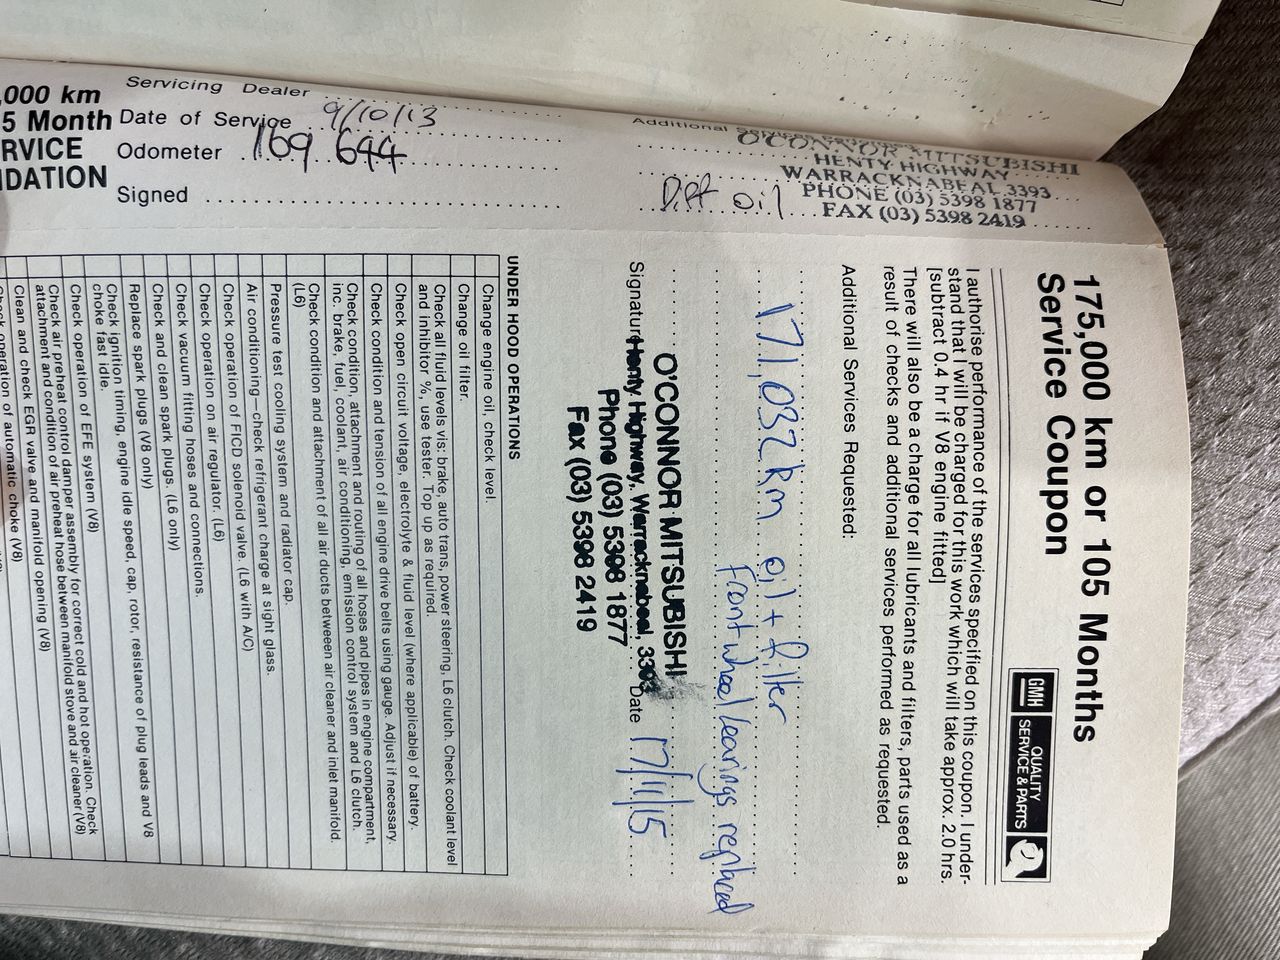 ,000 km
5 Month
RVICE
IDATION
Servicing Dealer
Date of Service 9/10/13
Odometer 169 644
Signed
Additional Services
O'CONNOR MITSUBISHI
HENTY HIGHWAY
WARRACKNABEAL 3393
PHONE (03) 5398 1877
FAX (03) 5398 2419
Diff oil
175,000 km or 105 Months
Service Coupon
GMH QUALITY
SERVICE & PARTS
I authorise performance of the services specified on this coupon. I under-
stand that I will be charged for this work which will take approx. 2.0 hrs.
[subtract 0.4 hr if V8 engine fitted]
There will also be a charge for all lubricants and filters, parts used as a
result of checks and additional services performed as requested.
Additional Services Requested:
171,032 km oil + filter
Front wheel bearings replaced
O'CONNOR MITSUBISHI
Henty Highway, Warracknabeal, 3393
Phone (03) 5398 1877
Fax (03) 5398 2419
Signature Date 17/11/15
UNDER HOOD OPERATIONS
Change engine oil, check level.
Change oil filter.
Check all fluid levels vis: brake, auto trans, power steering, L6 clutch. Check coolant level
and inhibitor %, use tester. Top up as required.
Check open circuit voltage, electrolyte & fluid level (where applicable) of battery.
Check condition and tension of all engine drive belts using gauge. Adjust if necessary.
Check condition, attachment and routing of all hoses and pipes in engine compartment,
inc. brake, fuel, coolant, air conditioning, emission control system and L6 clutch.
Check condition and attachment of all air ducts betweeen air cleaner and inlet manifold.
(L6)
Pressure test cooling system and radiator cap.
Air conditioning—check refrigerant charge at sight glass.
Check operation of FICD solenoid valve (L6 with A/C)
Check operation on air regulator. (L6)
Check vacuum fitting hoses and connections.
Check and clean spark plugs. (L6 only)
Replace spark plugs (V8 only)
Check ignition timing, engine idle speed, cap, rotor, resistance of plug leads and V8
choke fast idle.
Check operation of EFE system (V8)
Check air preheat control damper assembly for correct cold and hot operation. Check
attachment and condition of air preheat hose between manifold stove and air cleaner (V8)
Clean and check EGR valve and manifold opening (V8)
Check operation of automatic choke (V8)